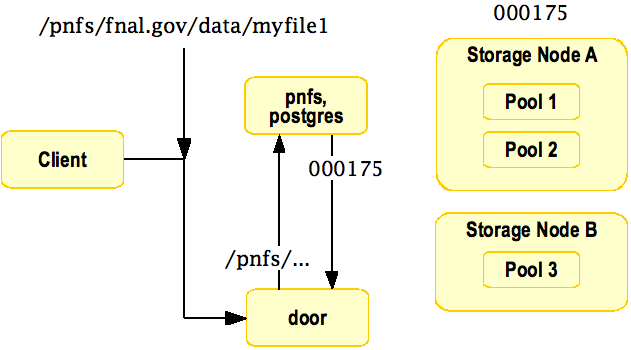 /pnfs/fnal.gov/data/myfile1
000175
Storage Node A
Pool 1
Pool 2
pnfs,
postgres
Client
000175
Storage Node B
Pool 3
/pnfs/...
door